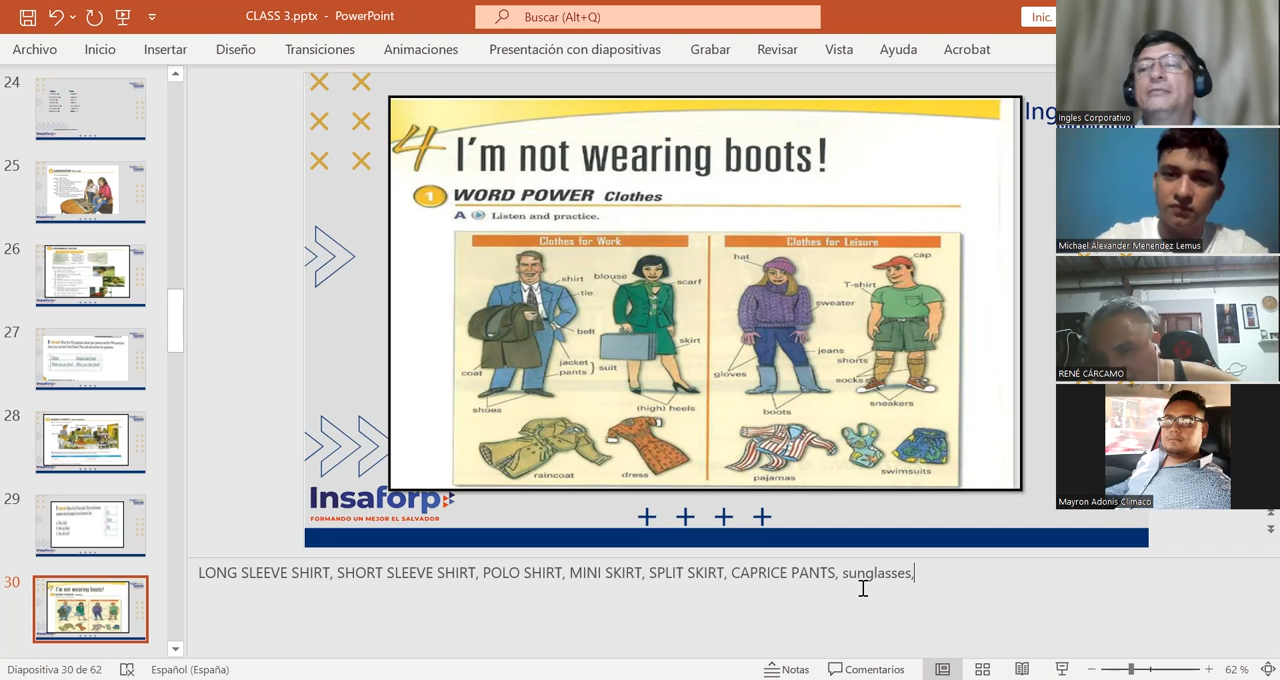 CLASS 3.pptx - PowerPoint
Buscar (Alt+Q)
Inic.
Archivo Inicio Insertar Diseño Transiciones Animaciones Presentación con diapositivas Grabar Revisar Vista Ayuda Acrobat
24
25
26
27
28
29
30
Ing
4 I'm not wearing boots!
1 WORD POWER Clothes
A Listen and practice.
Clothes for Work
Clothes for Leisure
shirt
blouse
scarf
tie
belt
skirt
jacket
pants
suit
coat
shoes
(high) heels
raincoat
dress
hat
cap
T-shirt
sweater
jeans
shorts
gloves
socks
sneakers
boots
pajamas
swimsuits
Insaforp
FORMANDO UN MEJOR EL SALVADOR
LONG SLEEVE SHIRT, SHORT SLEEVE SHIRT, POLO SHIRT, MINI SKIRT, SPLIT SKIRT, CAPRICE PANTS, sunglasses,
Ingles Corporativo
Michael Alexander Menendez Lemus
RENÉ CÁRCAMO
Mayron Adonis Climaco
Diapositiva 30 de 62 Español (España) Notas Comentarios 62 %